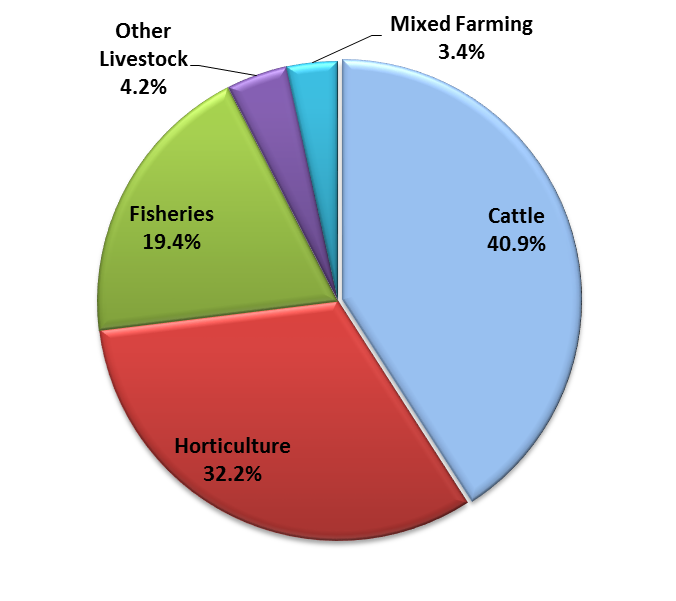 Other
Livestock
4.2%
Mixed Farming
3.4%
Cattle
40.9%
Fisheries
19.4%
Horticulture
32.2%